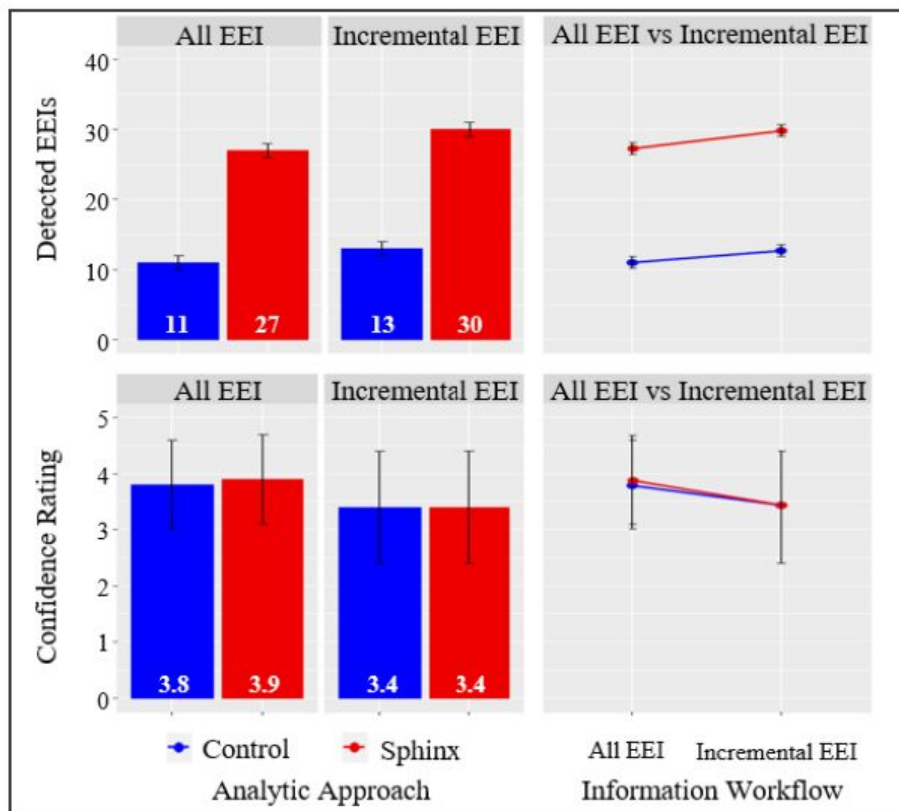 All EEI
Incremental EEI
All EEI vs Incremental EEI
Detected EEIs
40
30
20
10
0
11
27
13
30
All EEI
Incremental EEI
All EEI vs Incremental EEI
Confidence Rating
5
4
3
2
1
0
3.8
3.9
3.4
3.4
Control
Sphinx
All EEI
Incremental EEI
Analytic Approach
Information Workflow